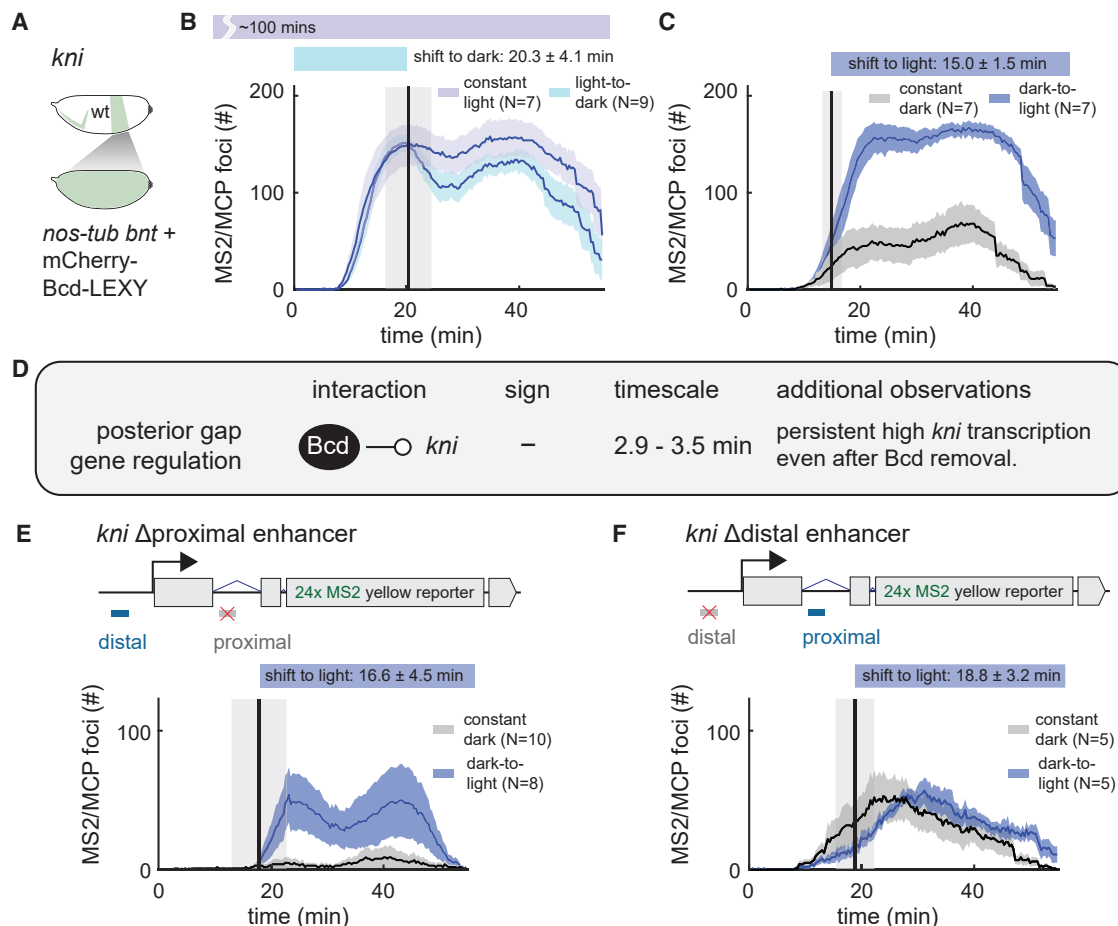 A
kni
wt
nos-tub bnt +
mCherry-
Bcd-LEXY
B
~100 mins
shift to dark: 20.3 ± 4.1 min
constant
light (N=7)
light-to-
dark (N=9)
MS2/MCP foci (#)
200
100
0
0
20
40
time (min)
C
shift to light: 15.0 ± 1.5 min
constant
dark (N=7)
dark-to-
light (N=7)
MS2/MCP foci (#)
200
100
0
20
40
time (min)
D
interaction
sign
timescale
additional observations
posterior gap
gene regulation
Bcd
kni
–
2.9 - 3.5 min
persistent high kni transcription
even after Bcd removal.
E
kni Δproximal enhancer
24x MS2 yellow reporter
distal
proximal
shift to light: 16.6 ± 4.5 min
constant
dark (N=10)
dark-to-
light (N=8)
MS2/MCP foci (#)
100
0
0
20
40
time (min)
F
kni Δdistal enhancer
24x MS2 yellow reporter
distal
proximal
shift to light: 18.8 ± 3.2 min
constant
dark (N=5)
dark-to-
light (N=5)
MS2/MCP foci (#)
100
0
0
20
40
time (min)